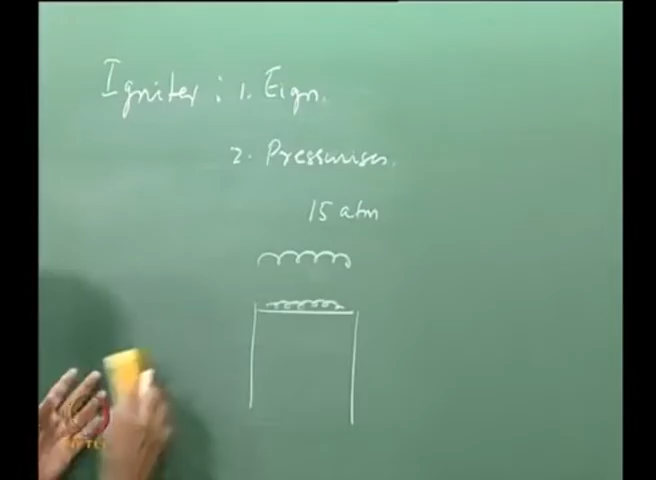 Igniter : 1. Eign.
2. Pressurises.
15 atm